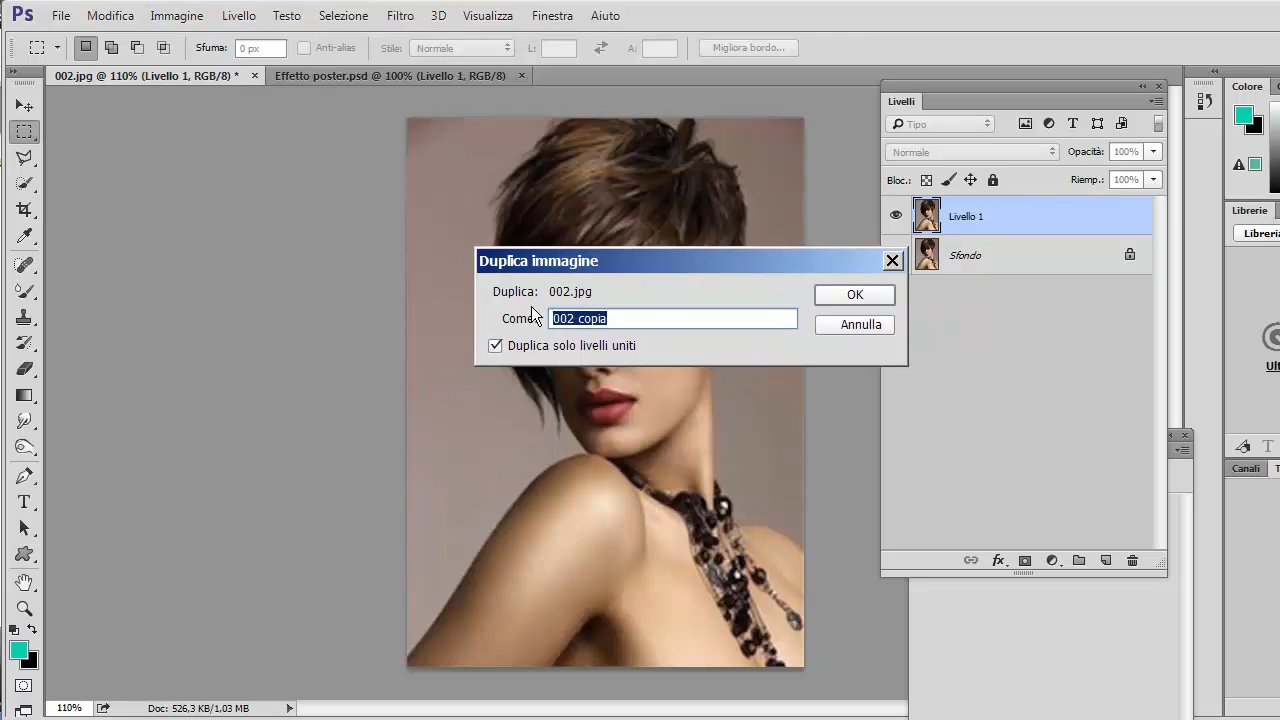 Ps File Modifica Immagine Livello Testo Selezione Filtro 3D Visualizza Finestra Aiuto
Sfuma: 0 px Anti-alias Stile: Normale L: A: Migliora bordo...
002.jpg @ 110% (Livello 1, RGB/8) * Effetto poster.psd @ 100% (Livello 1, RGB/8)
Livelli
Tipo
Normale Opacità: 100%
Bloc.: Riemp.: 100%
Livello 1
Sfondo
Duplica immagine
Duplica: 002.jpg
Come 002 copia
Duplica solo livelli uniti
OK
Annulla
Colore
Librerie
Libreria
Canali
110% Doc: 526,3 KB/1,03 MB